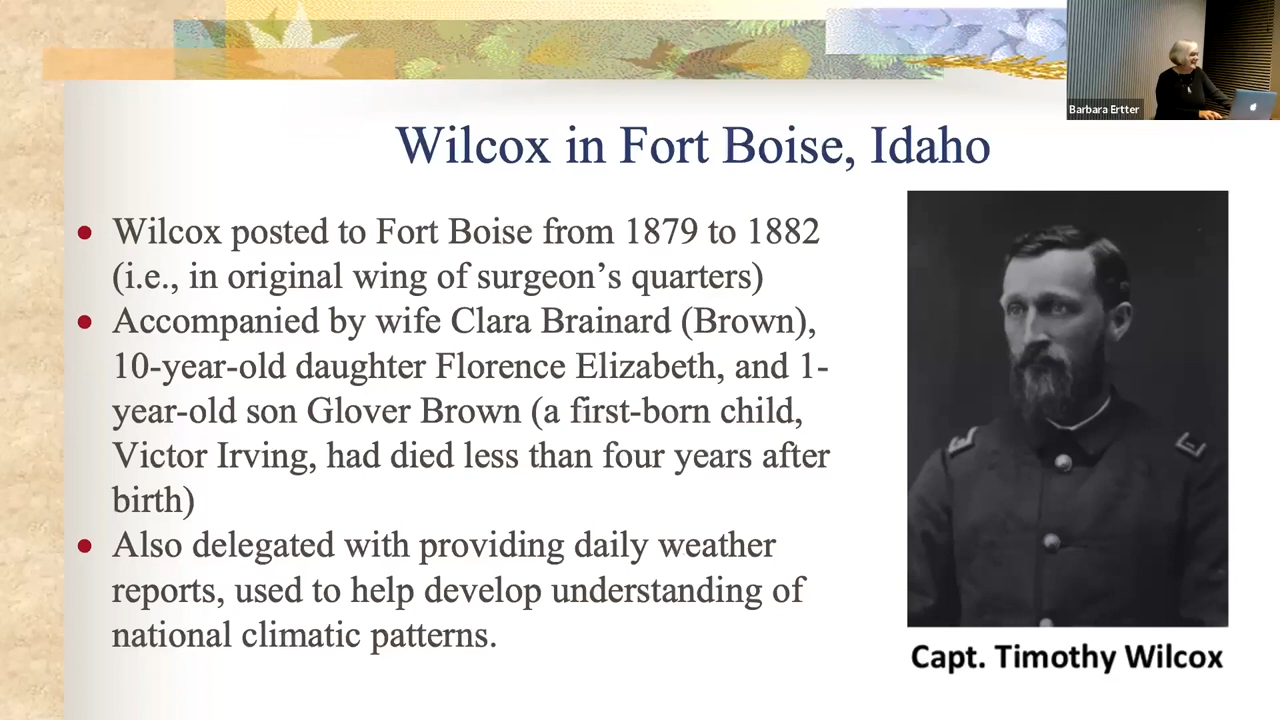 Barbara Ertter
Wilcox in Fort Boise, Idaho
• Wilcox posted to Fort Boise from 1879 to 1882
(i.e., in original wing of surgeon’s quarters)
• Accompanied by wife Clara Brainard (Brown),
10-year-old daughter Florence Elizabeth, and 1-
year-old son Glover Brown (a first-born child,
Victor Irving, had died less than four years after
birth)
• Also delegated with providing daily weather
reports, used to help develop understanding of
national climatic patterns.
Capt. Timothy Wilcox